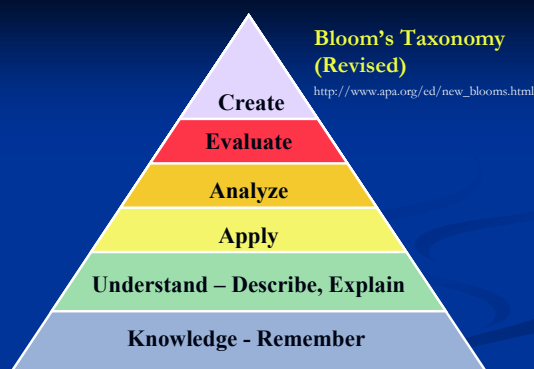 Bloom's Taxonomy
(Revised)
http://www.apa.org/ed/new_blooms.html
Create
Evaluate
Analyze
Apply
Understand – Describe, Explain
Knowledge - Remember